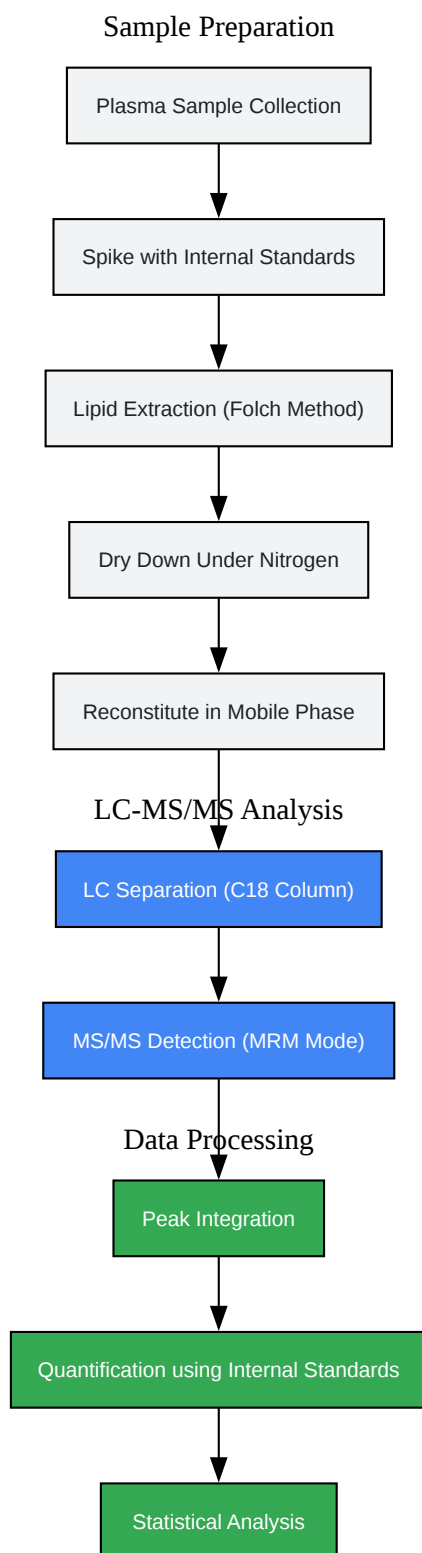 Sample Preparation
Plasma Sample Collection
Spike with Internal Standards
Lipid Extraction (Folch Method)
Dry Down Under Nitrogen
Reconstitute in Mobile Phase
LC-MS/MS Analysis
LC Separation (C18 Column)
MS/MS Detection (MRM Mode)
Data Processing
Peak Integration
Quantification using Internal Standards
Statistical Analysis